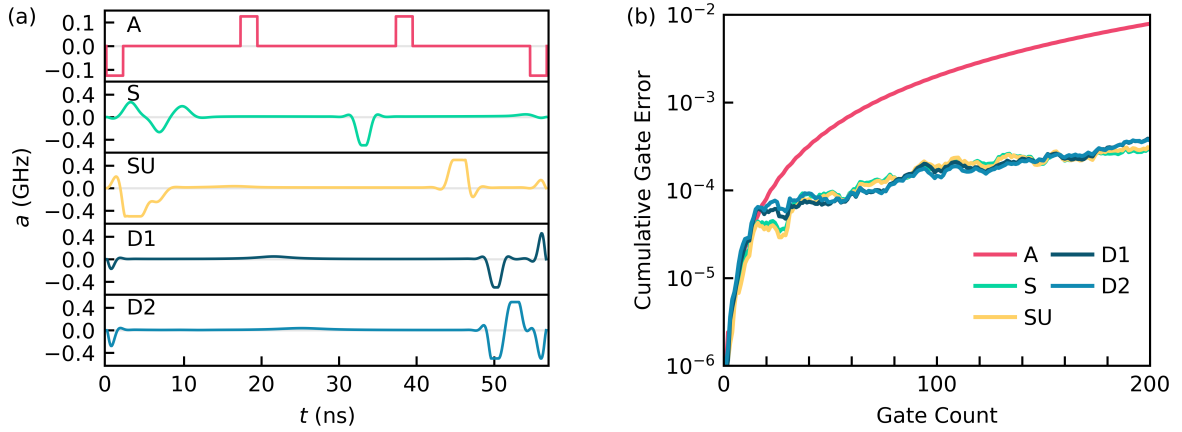 (a)
A
0.1
0.0
−0.1
S
0.4
0.0
−0.4
SU
0.4
0.0
−0.4
D1
0.4
0.0
−0.4
D2
0.4
0.0
−0.4
a (GHz)
0 10 20 30 40 50
t (ns)
(b)
10⁻²
10⁻³
10⁻⁴
10⁻⁵
10⁻⁶
Cumulative Gate Error
A D1
S D2
SU
0 100 200
Gate Count